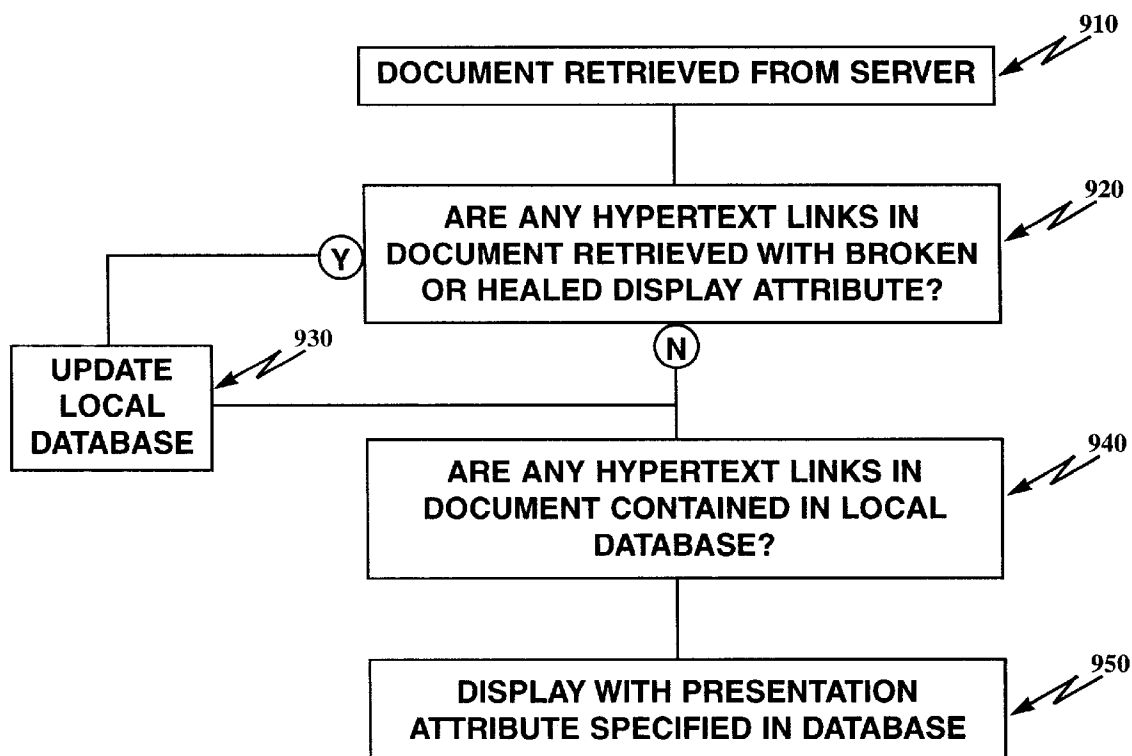 910
DOCUMENT RETRIEVED FROM SERVER
920
ARE ANY HYPERTEXT LINKS IN
DOCUMENT RETRIEVED WITH BROKEN
OR HEALED DISPLAY ATTRIBUTE?
Y
N
930
UPDATE
LOCAL
DATABASE
940
ARE ANY HYPERTEXT LINKS IN
DOCUMENT CONTAINED IN LOCAL
DATABASE?
950
DISPLAY WITH PRESENTATION
ATTRIBUTE SPECIFIED IN DATABASE